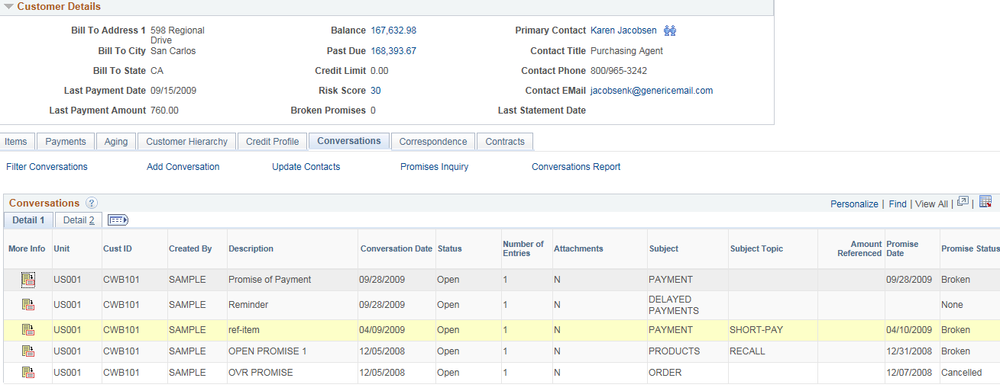 Customer Details
Bill To Address 1 598 Regional Drive Balance 167,632.98 Primary Contact Karen Jacobsen
Bill To City San Carlos Past Due 168,393.67 Contact Title Purchasing Agent
Bill To State CA Credit Limit 0.00 Contact Phone 800/965-3242
Last Payment Date 09/15/2009 Risk Score 30 Contact EMail jacobsenk@genericemail.com
Last Payment Amount 760.00 Broken Promises 0 Last Statement Date
Items Payments Aging Customer Hierarchy Credit Profile Conversations Correspondence Contracts
Filter Conversations Add Conversation Update Contacts Promises Inquiry Conversations Report
Conversations ? Personalize | Find | View All | |
Detail 1 Detail 2
More Info Unit Cust ID Created By Description Conversation Date Status Number of Entries Attachments Subject Subject Topic Amount Referenced Promise Date Promise Status
US001 CWB101 SAMPLE Promise of Payment 09/28/2009 Open 1 N PAYMENT 09/28/2009 Broken
US001 CWB101 SAMPLE Reminder 09/28/2009 Open 1 N DELAYED PAYMENTS None
US001 CWB101 SAMPLE ref-item 04/09/2009 Open 1 N PAYMENT SHORT-PAY 04/10/2009 Broken
US001 CWB101 SAMPLE OPEN PROMISE 1 12/05/2008 Open 1 N PRODUCTS RECALL 12/31/2008 Broken
US001 CWB101 SAMPLE OVR PROMISE 12/05/2008 Open 1 N ORDER 12/07/2008 Cancelled